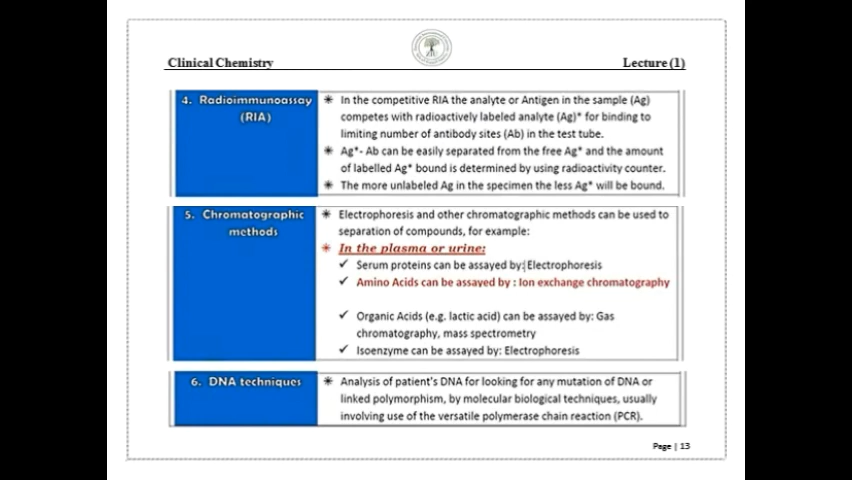 Clinical Chemistry
Lecture (1)
4. Radioimmunoassay
(RIA)
✳ In the competitive RIA the analyte or Antigen in the sample (Ag)
competes with radioactively labeled analyte (Ag)* for binding to
limiting number of antibody sites (Ab) in the test tube.
✳ Ag*- Ab can be easily separated from the free Ag* and the amount
of labelled Ag* bound is determined by using radioactivity counter.
✳ The more unlabeled Ag in the specimen the less Ag* will be bound.
5. Chromatographic
methods
✳ Electrophoresis and other chromatographic methods can be used to
separation of compounds, for example:
✳ In the plasma or urine:
✓ Serum proteins can be assayed by: Electrophoresis
✓ Amino Acids can be assayed by : Ion exchange chromatography
✓ Organic Acids (e.g. lactic acid) can be assayed by: Gas
chromatography, mass spectrometry
✓ Isoenzyme can be assayed by: Electrophoresis
6. DNA techniques
✳ Analysis of patient's DNA for looking for any mutation of DNA or
linked polymorphism, by molecular biological techniques, usually
involving use of the versatile polymerase chain reaction (PCR).
Page | 13